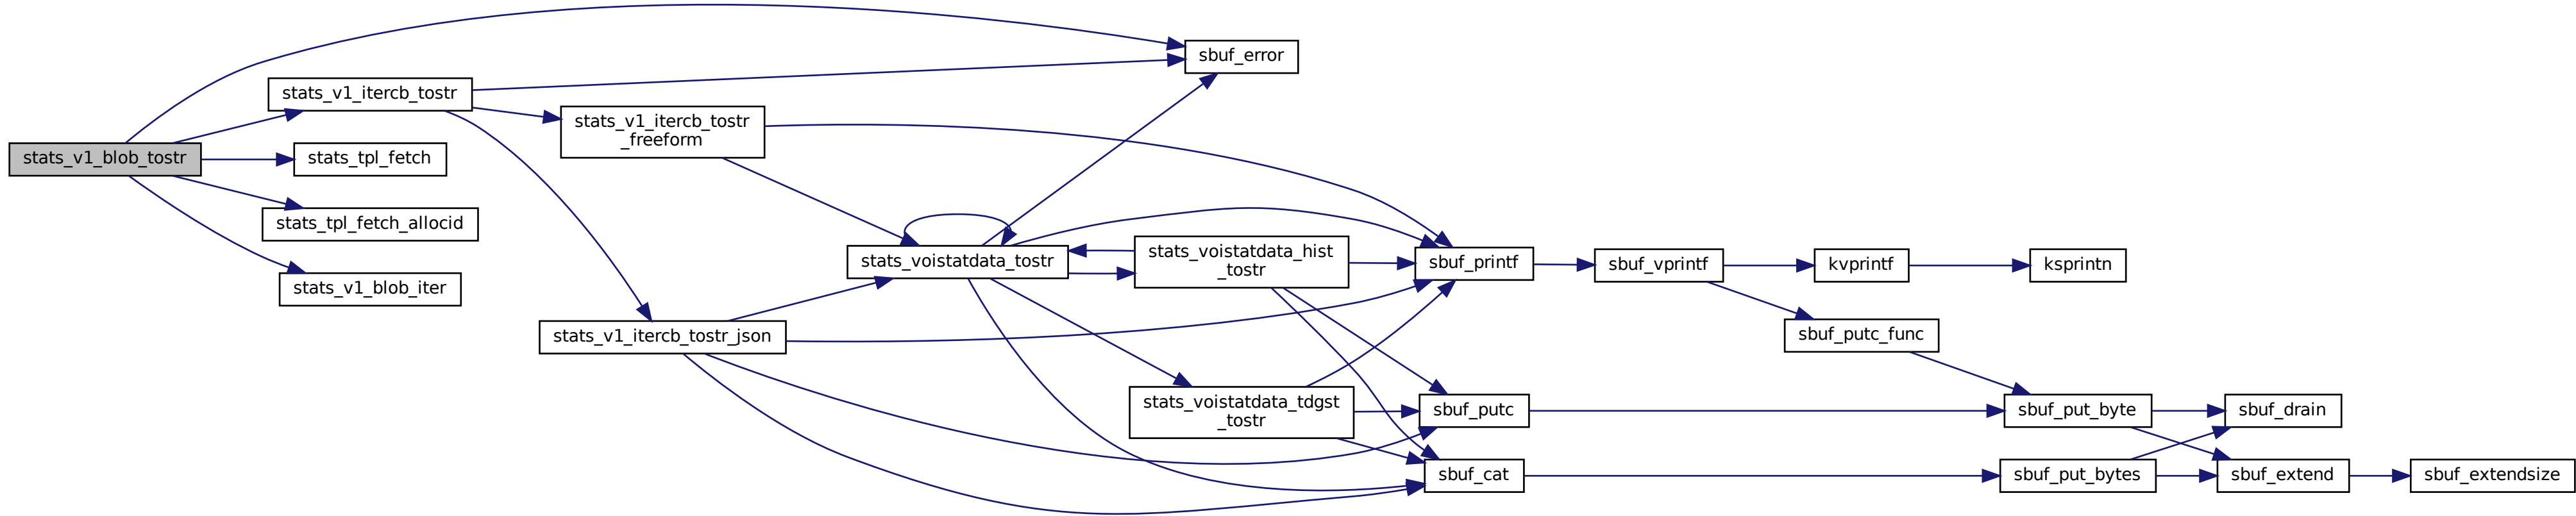 stats_v1_blob_tostr
stats_v1_itercb_tostr
stats_tpl_fetch
stats_tpl_fetch_allocid
stats_v1_blob_iter
stats_v1_itercb_tostr
_freeform
stats_v1_itercb_tostr_json
stats_voistatdata_tostr
sbuf_error
stats_voistatdata_hist
_tostr
stats_voistatdata_tdgst
_tostr
sbuf_printf
sbuf_putc
sbuf_cat
sbuf_vprintf
kvprintf
sbuf_putc_func
ksprintn
sbuf_put_byte
sbuf_put_bytes
sbuf_drain
sbuf_extend
sbuf_extendsize